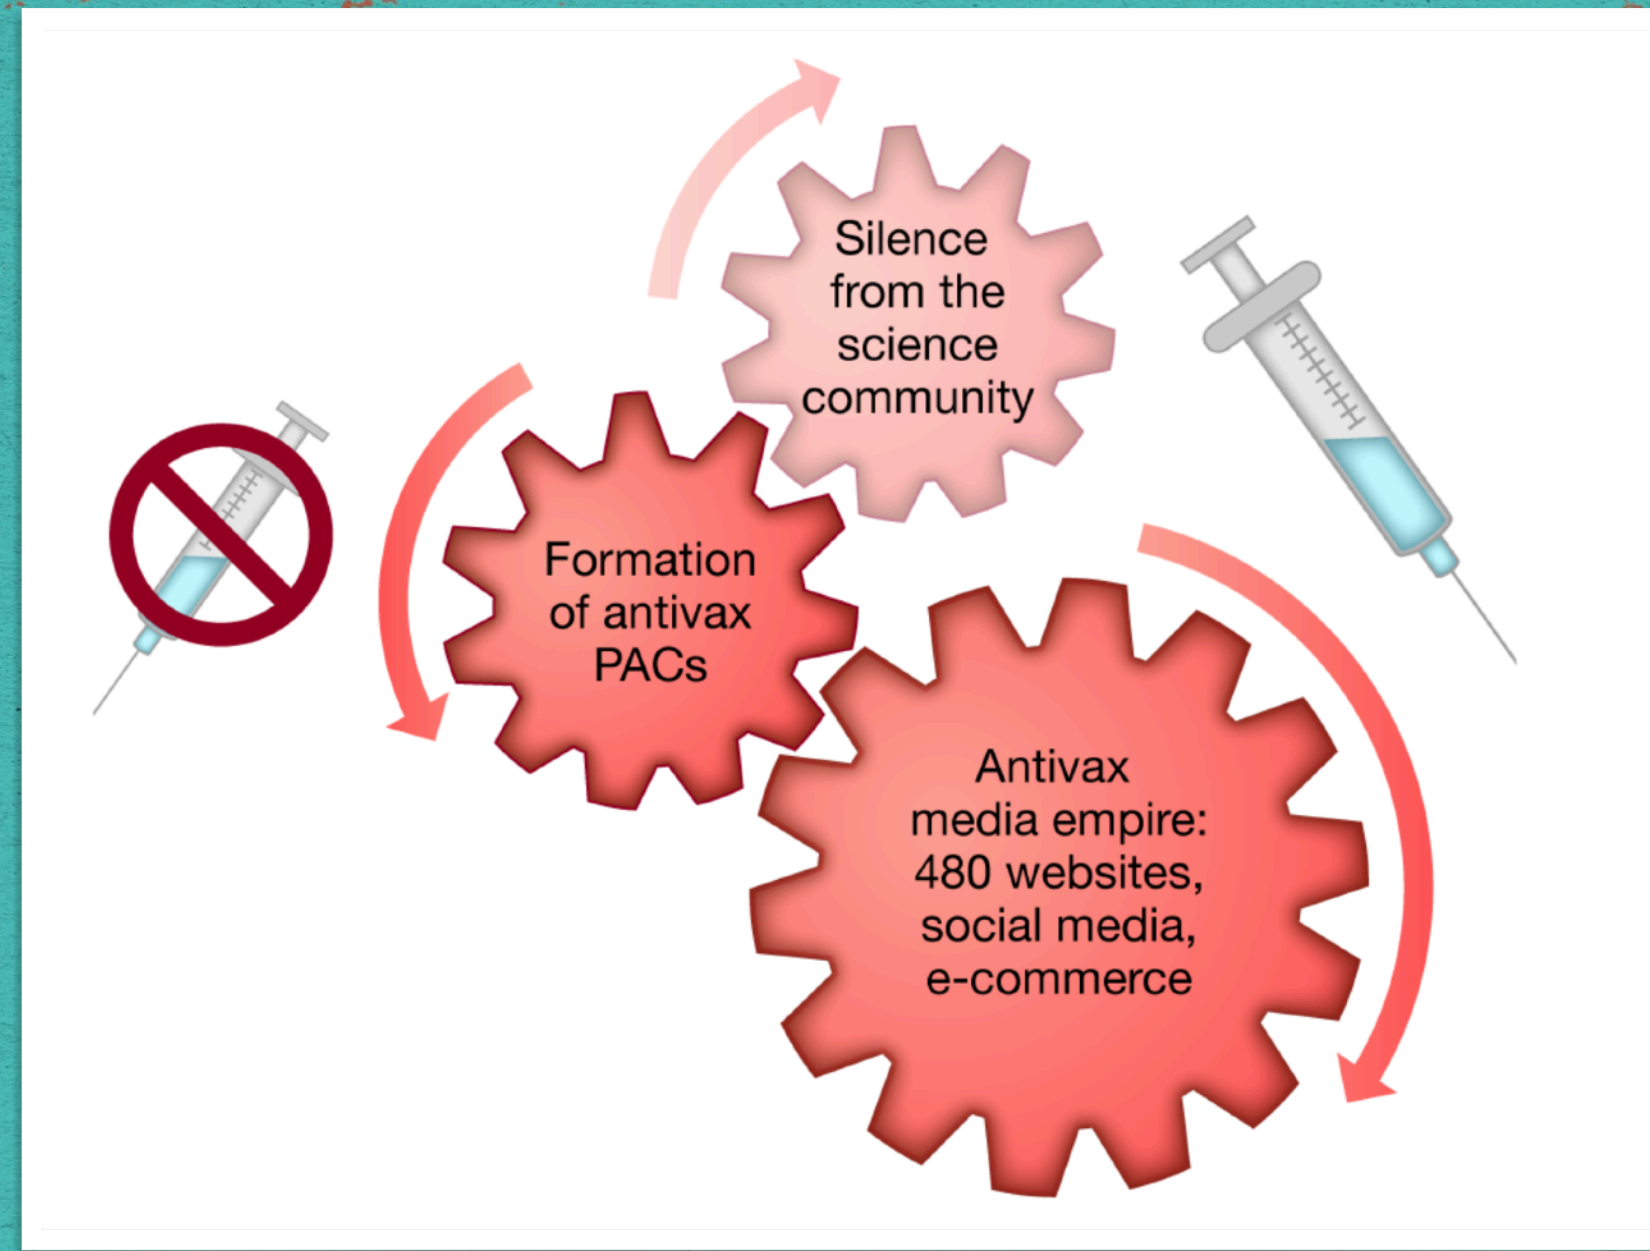 Silence
from the
science
community
Formation
of antivax
PACs
Antivax
media empire:
480 websites,
social media,
e-commerce